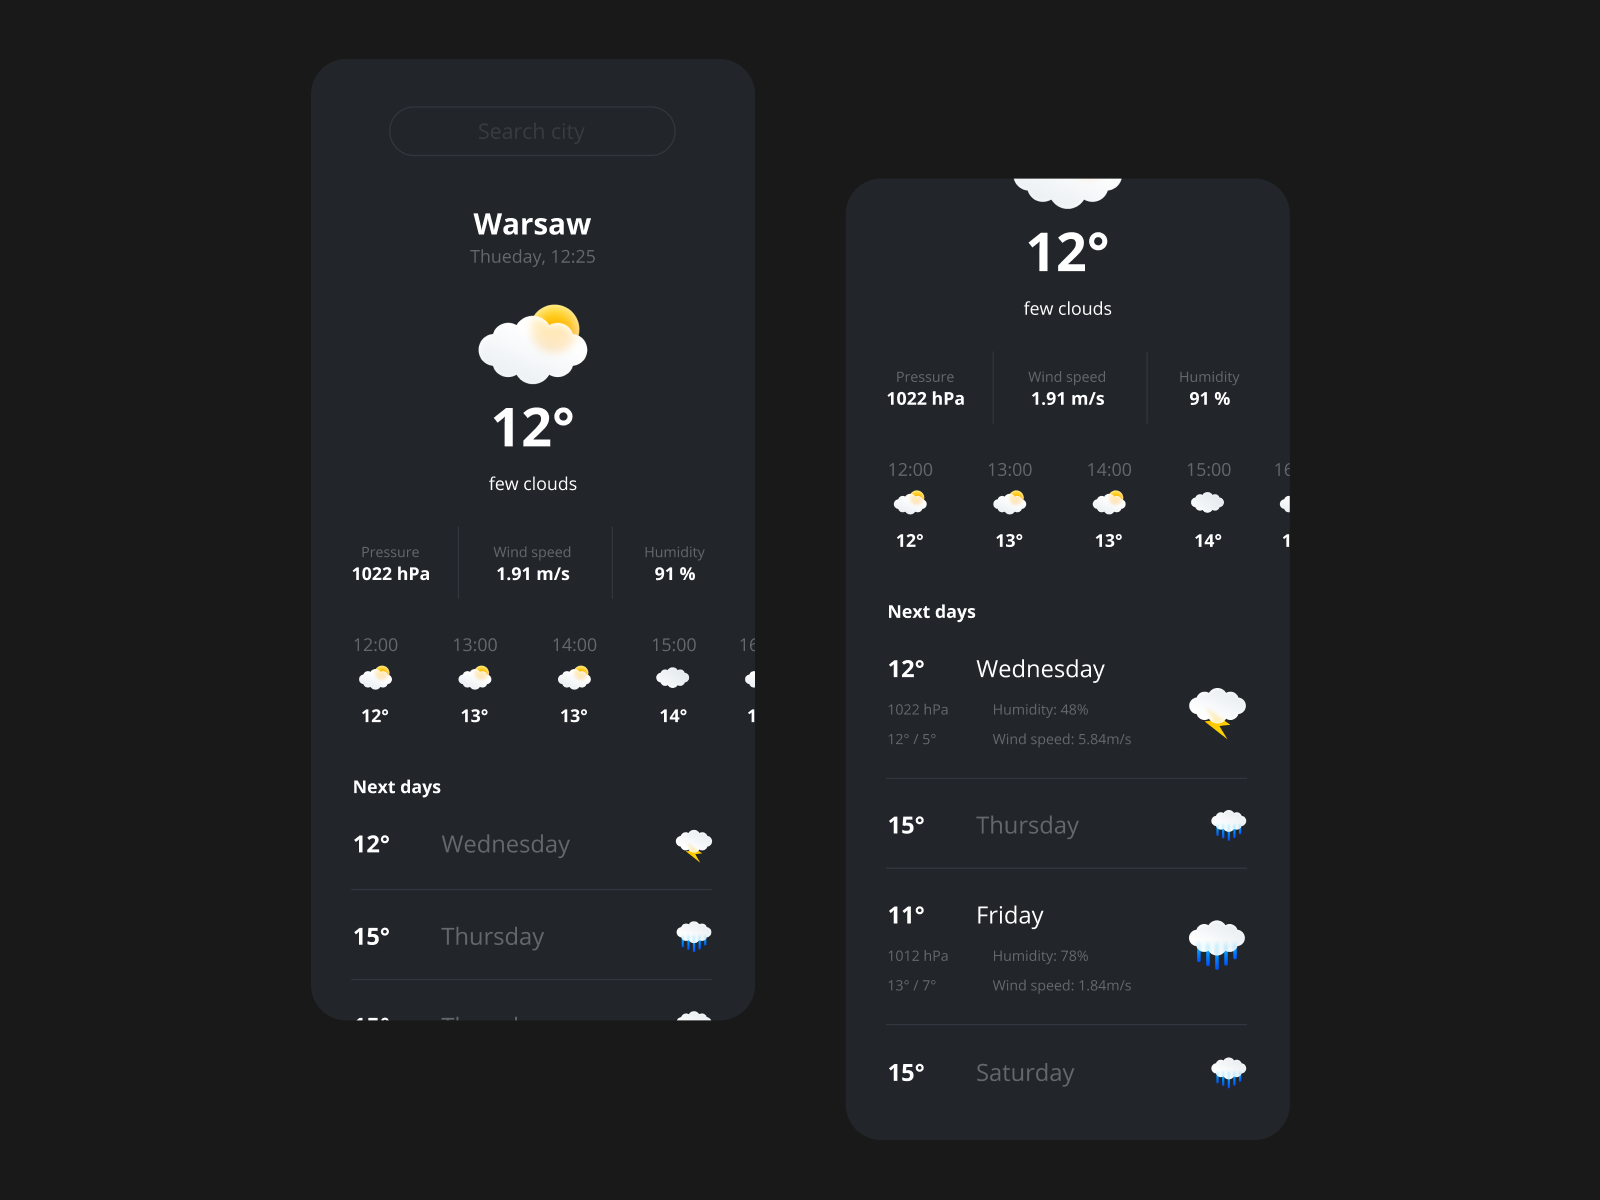 Search city
Warsaw
Thueday, 12:25
12°
few clouds
Pressure Wind speed Humidity
1022 hPa 1.91 m/s 91 %
12:00 13:00 14:00 15:00 16
12° 13° 13° 14° 1
Next days
12° Wednesday
15° Thursday
12°
few clouds
Pressure Wind speed Humidity
1022 hPa 1.91 m/s 91 %
12:00 13:00 14:00 15:00 16
12° 13° 13° 14° 1
Next days
12° Wednesday
1022 hPa Humidity: 48%
12° / 5° Wind speed: 5.84m/s
15° Thursday
11° Friday
1012 hPa Humidity: 78%
13° / 7° Wind speed: 1.84m/s
15° Saturday